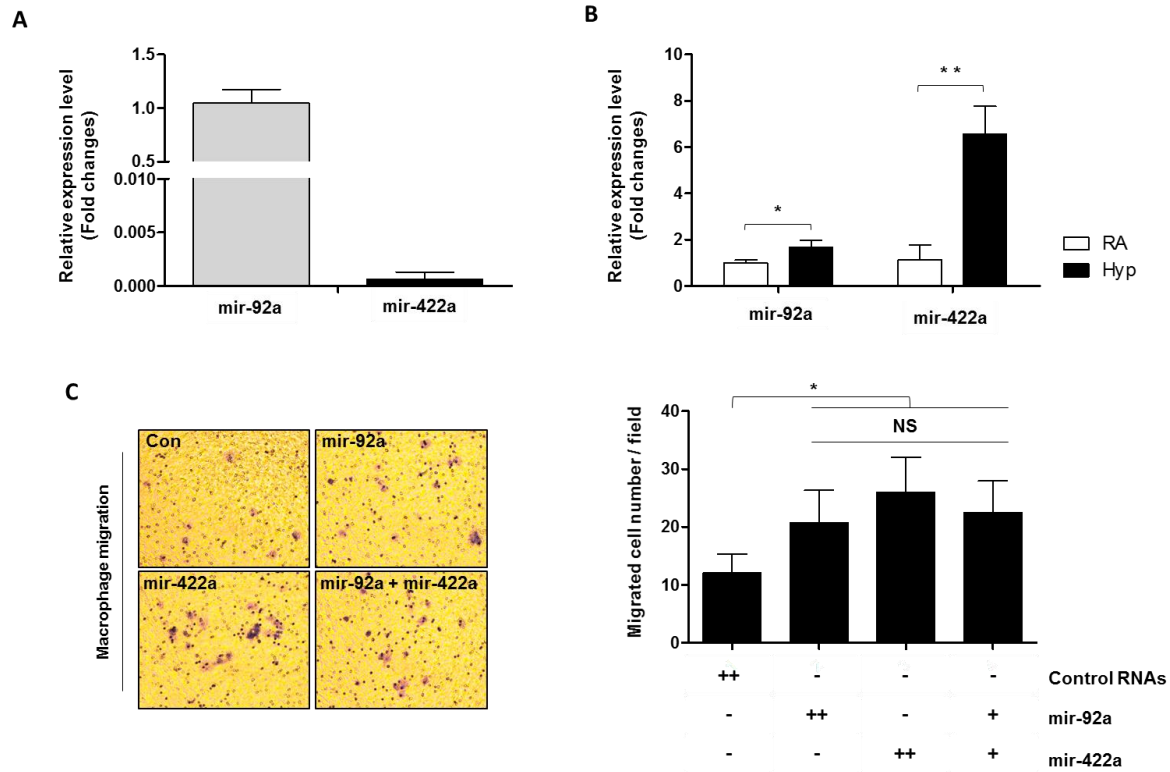 A
Relative expression level
(Fold changes)
1.5
1.0
0.5
0.010
0.005
0.000
mir-92a
mir-422a
B
Relative expression level
(Fold changes)
10
8
6
4
2
0
*
* *
mir-92a
mir-422a
RA
Hyp
C
Macrophage migration
Con
mir-92a
mir-422a
mir-92a + mir-422a
Migrated cell number / field
40
30
20
10
0
*
NS
++ - - - Control RNAs
- ++ - + mir-92a
- - ++ + mir-422a